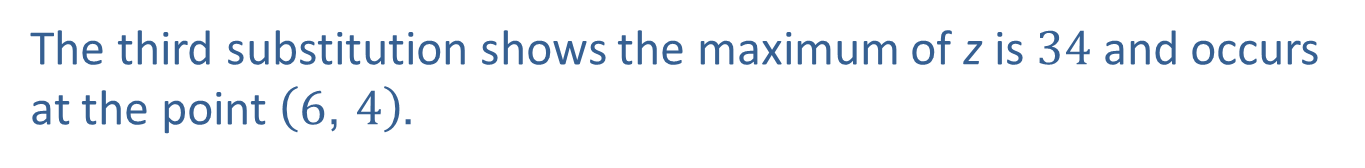 The third substitution shows the maximum of z is 34 and occurs
at the point (6, 4).